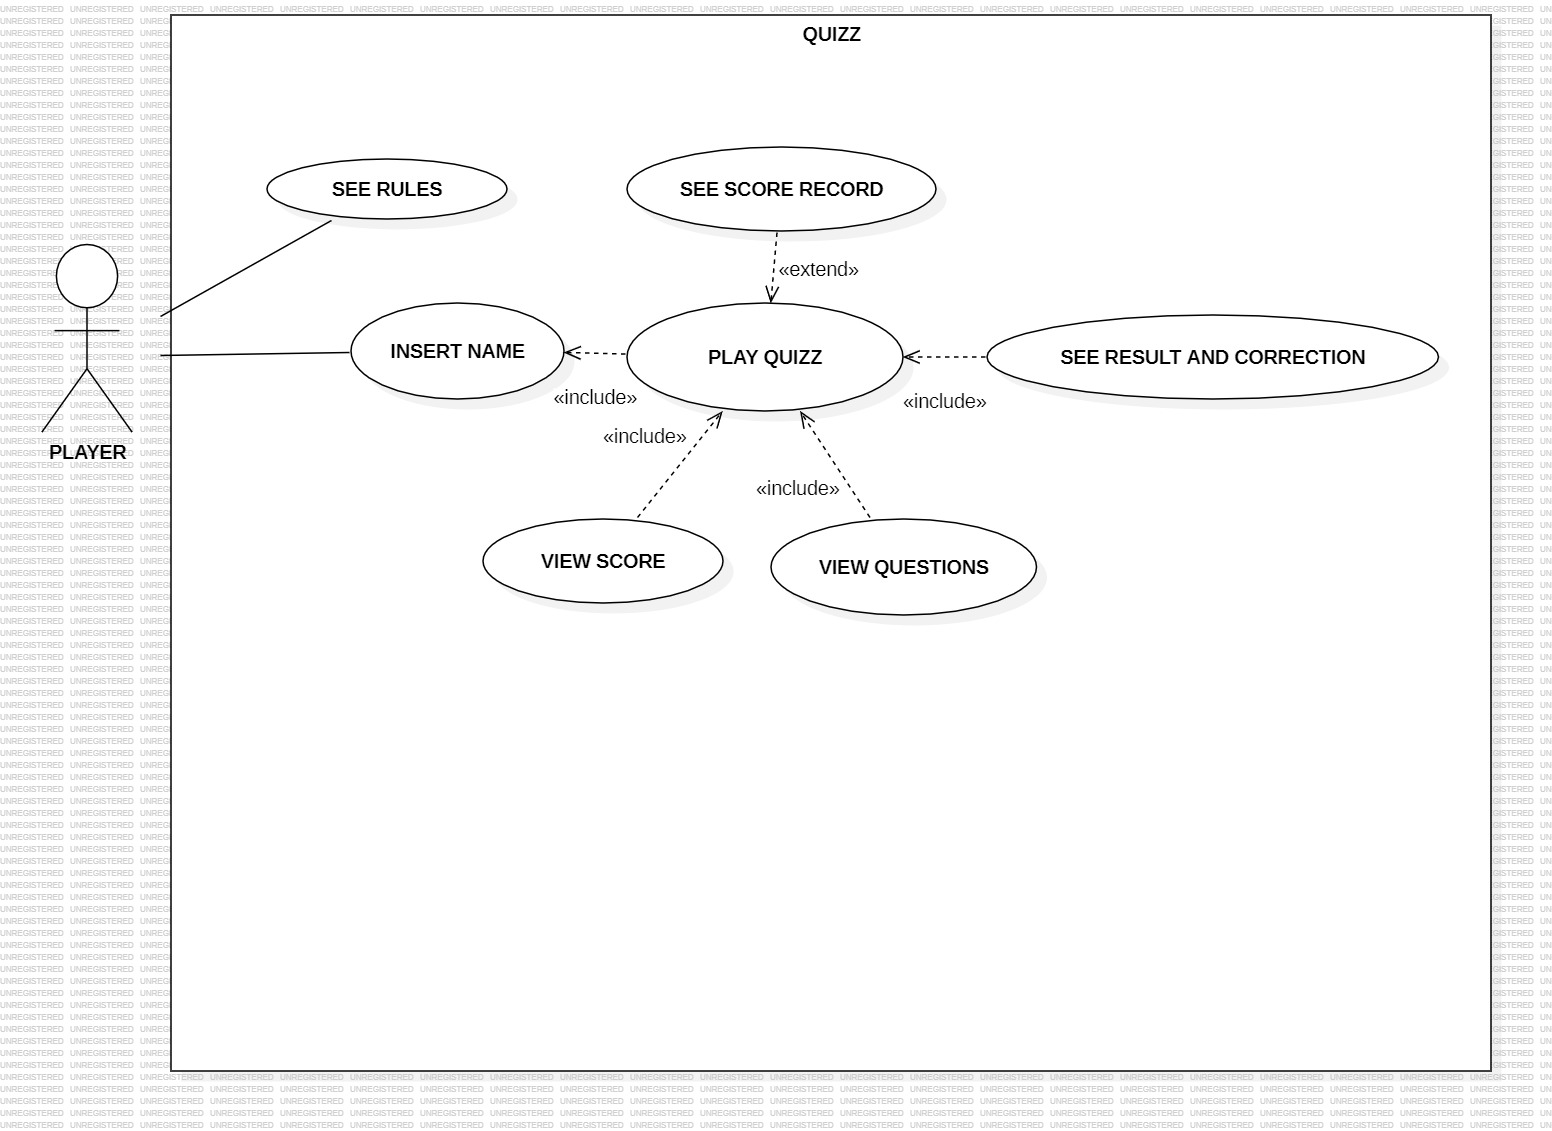 QUIZZ
SEE RULES
SEE SCORE RECORD
«extend»
INSERT NAME
PLAY QUIZZ
SEE RESULT AND CORRECTION
«include»
«include»
«include»
PLAYER
«include»
VIEW SCORE
VIEW QUESTIONS
UNREGISTERED